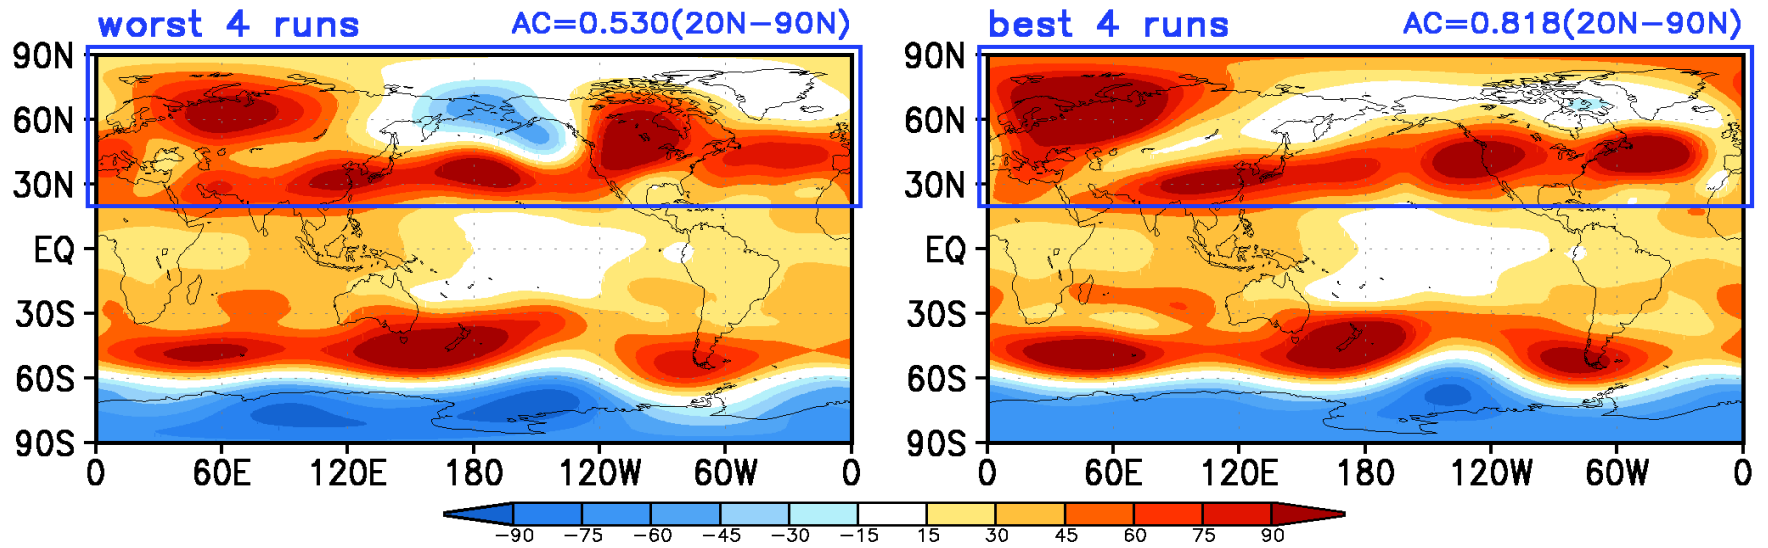 worst 4 runs AC=0.530(20N−90N)
best 4 runs AC=0.818(20N−90N)
90N
60N
30N
EQ
30S
60S
90S
0 60E 120E 180 120W 60W 0
90N
60N
30N
EQ
30S
60S
90S
0 60E 120E 180 120W 60W 0
−90 −75 −60 −45 −30 −15 15 30 45 60 75 90